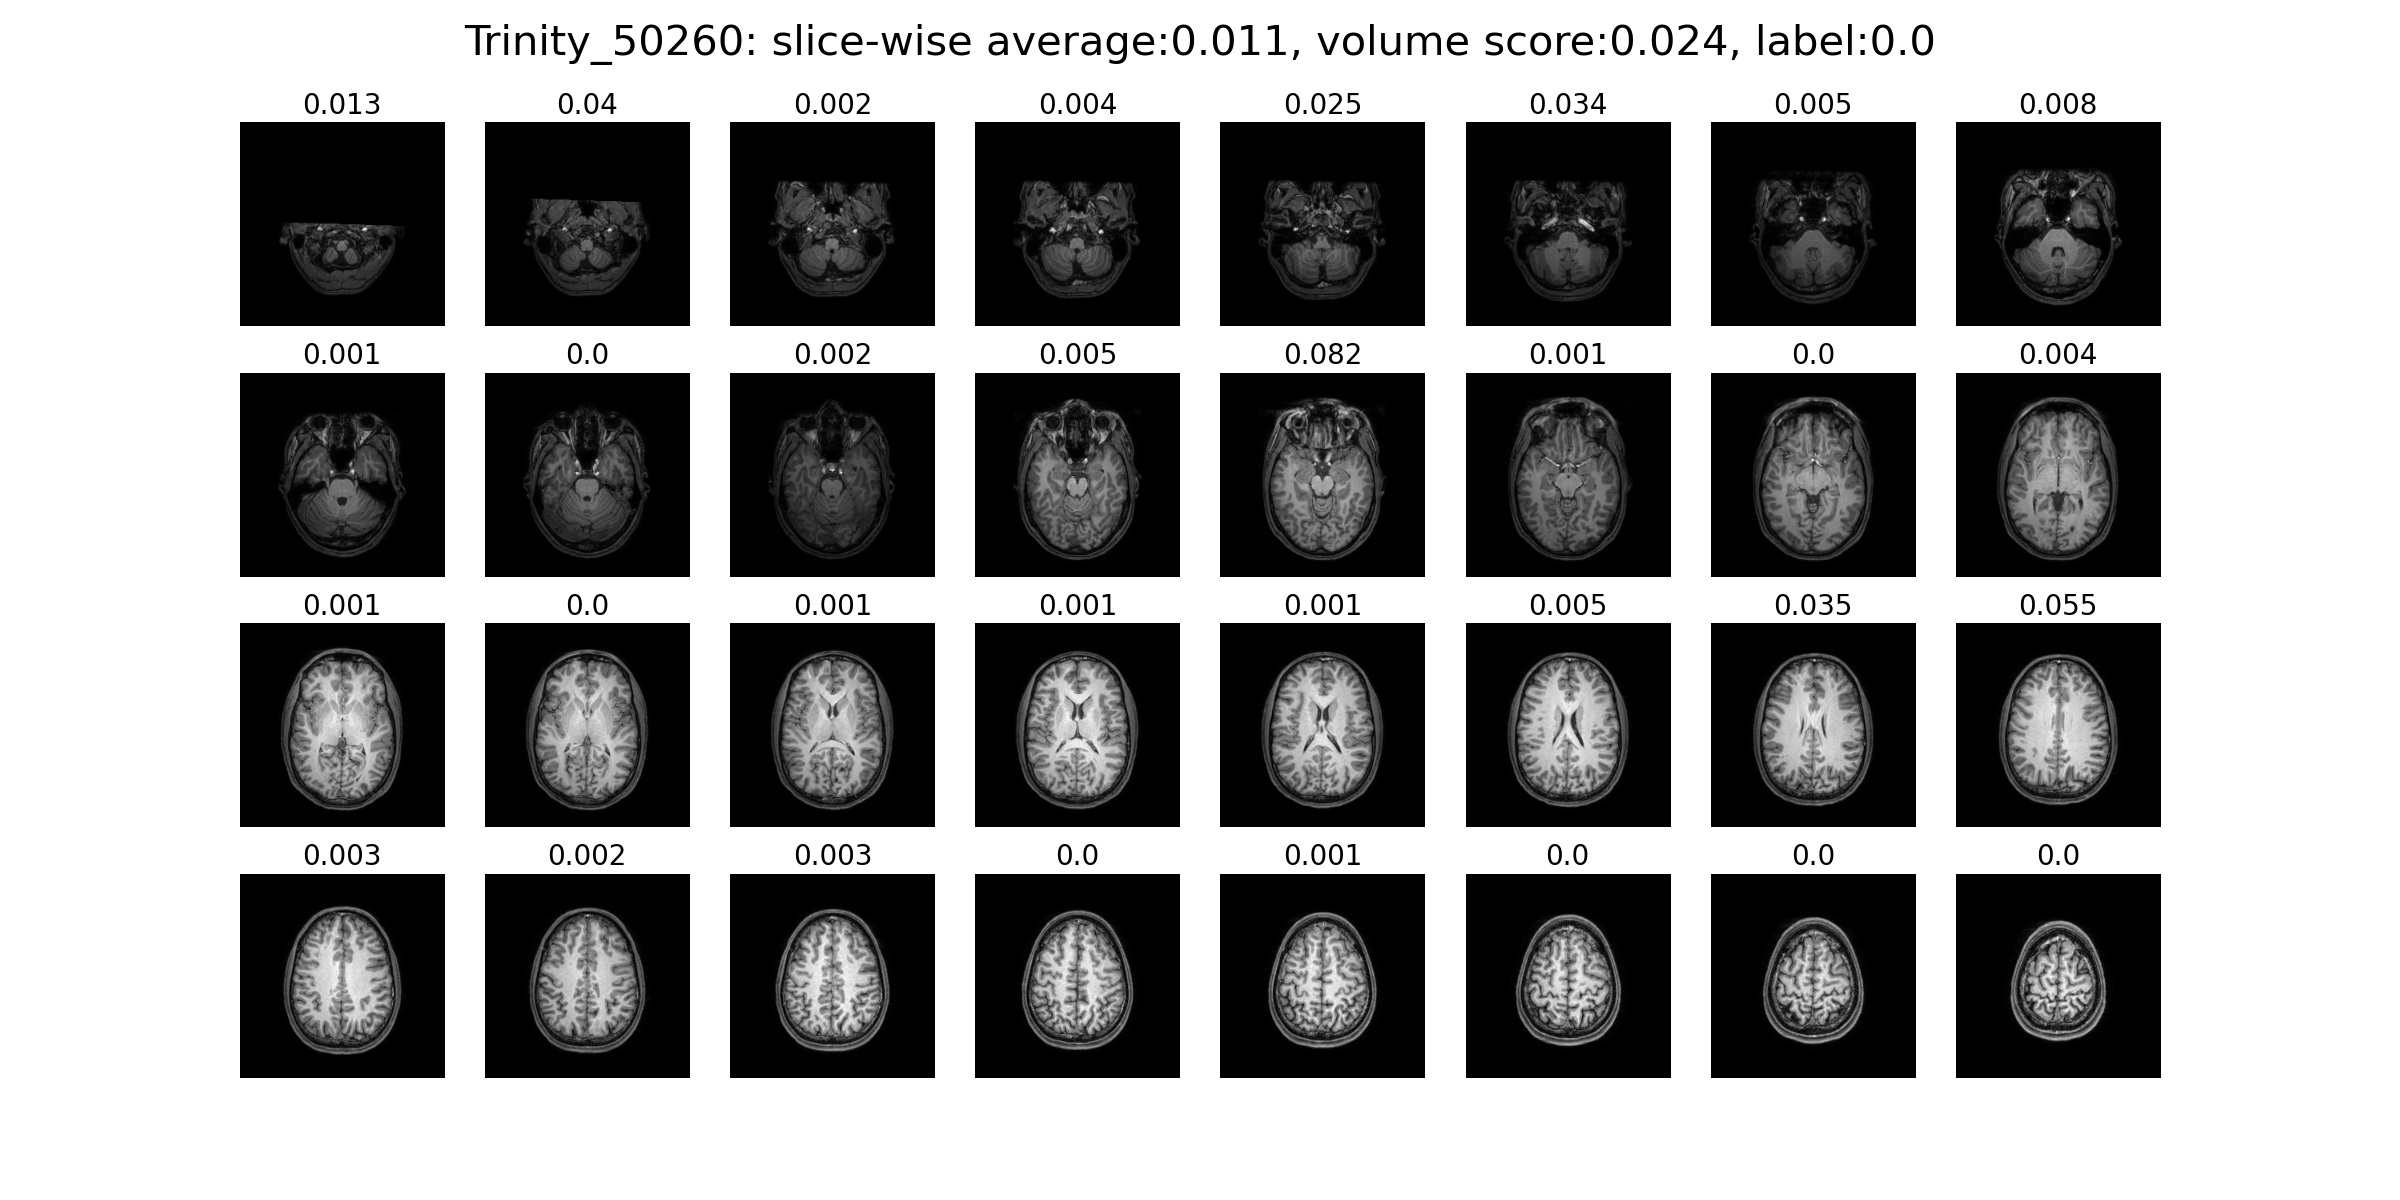 Trinity_50260: slice-wise average:0.011, volume score:0.024, label:0.0
0.013 0.04 0.002 0.004 0.025 0.034 0.005 0.008
0.001 0.0 0.002 0.005 0.082 0.001 0.0 0.004
0.001 0.0 0.001 0.001 0.001 0.005 0.035 0.055
0.003 0.002 0.003 0.0 0.001 0.0 0.0 0.0